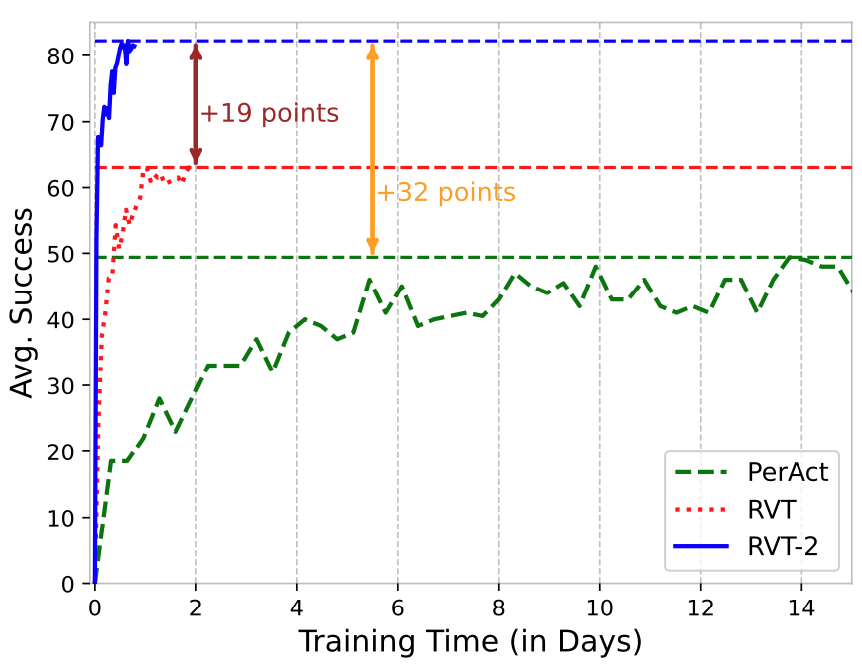 Avg. Success
80
70
60
50
40
30
20
10
0
+19 points
+32 points
PerAct
RVT
RVT-2
0 2 4 6 8 10 12 14
Training Time (in Days)